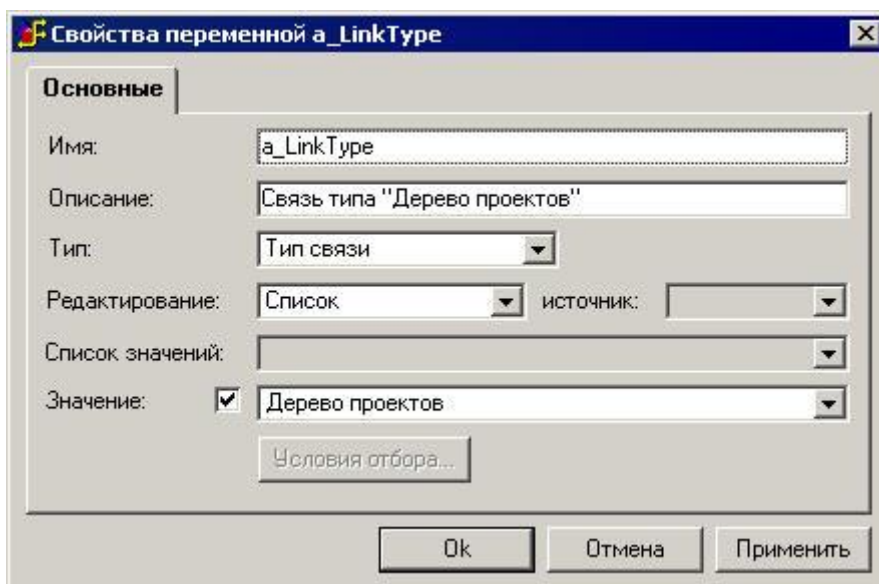 Свойства переменной a_LinkType
Основные
Имя: a_LinkType
Описание: Связь типа "Дерево проектов"
Тип: Тип связи
Редактирование: Список источник:
Список значений:
Значение: Дерево проектов
Условия отбора...
Ok Отмена Применить